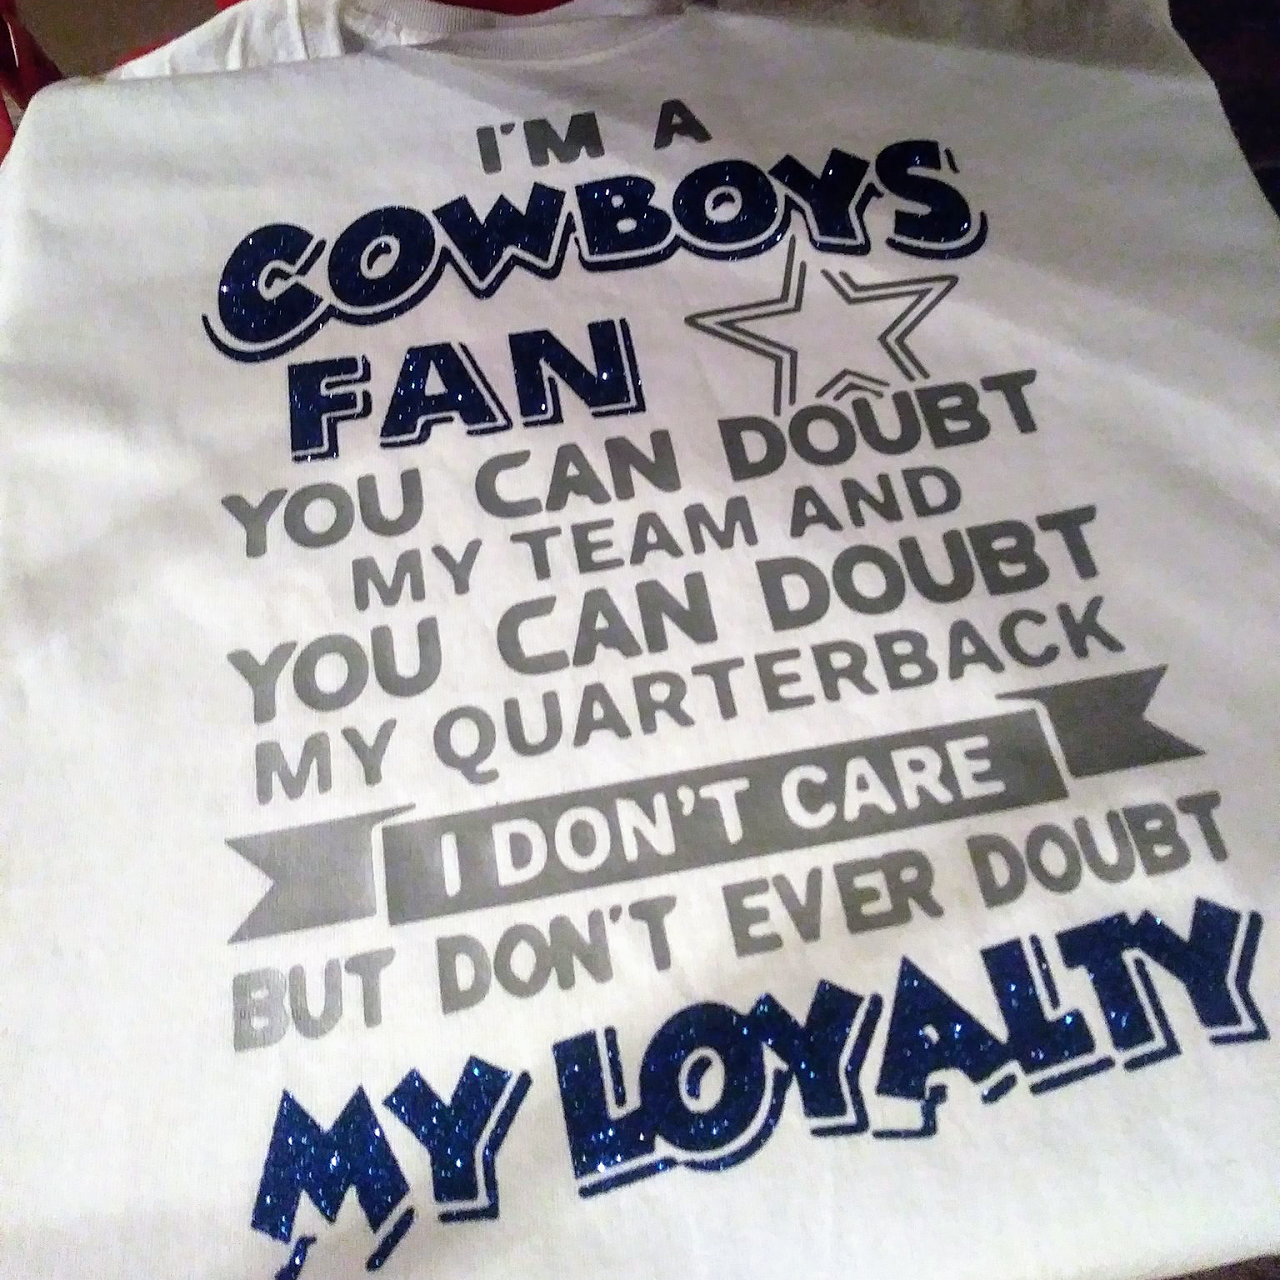 I'M A
COWBOYS
FAN
YOU CAN DOUBT
MY TEAM AND
YOU CAN DOUBT
MY QUARTERBACK
I DON'T CARE
BUT DON'T EVER DOUBT
MY LOYALTY